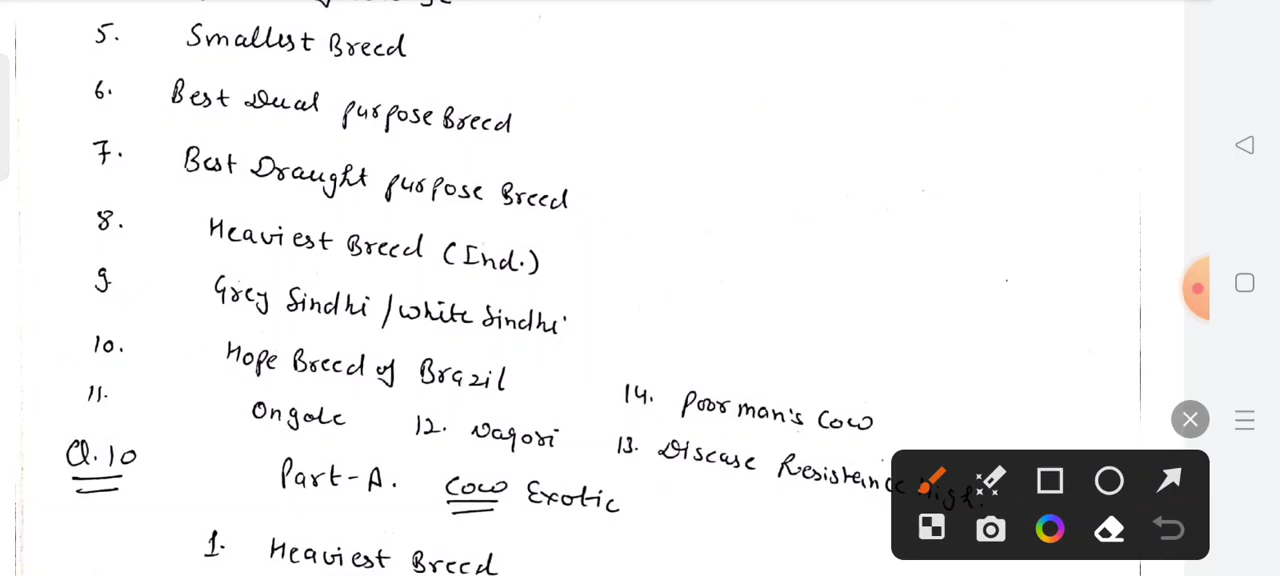 5. Smallest Breed
6. Best Dual purpose Breed
7. Best Draught purpose Breed
8. Heaviest Breed (Ind.)
9. Grey Sindhi / White Sindhi
10. Hope Breed of Brazil
11. Ongole 12. Nagori
14. Poor man's Cow
13. Disease Resisteince
Q.10 Part-A. Cow Exotic
1. Heaviest Breed